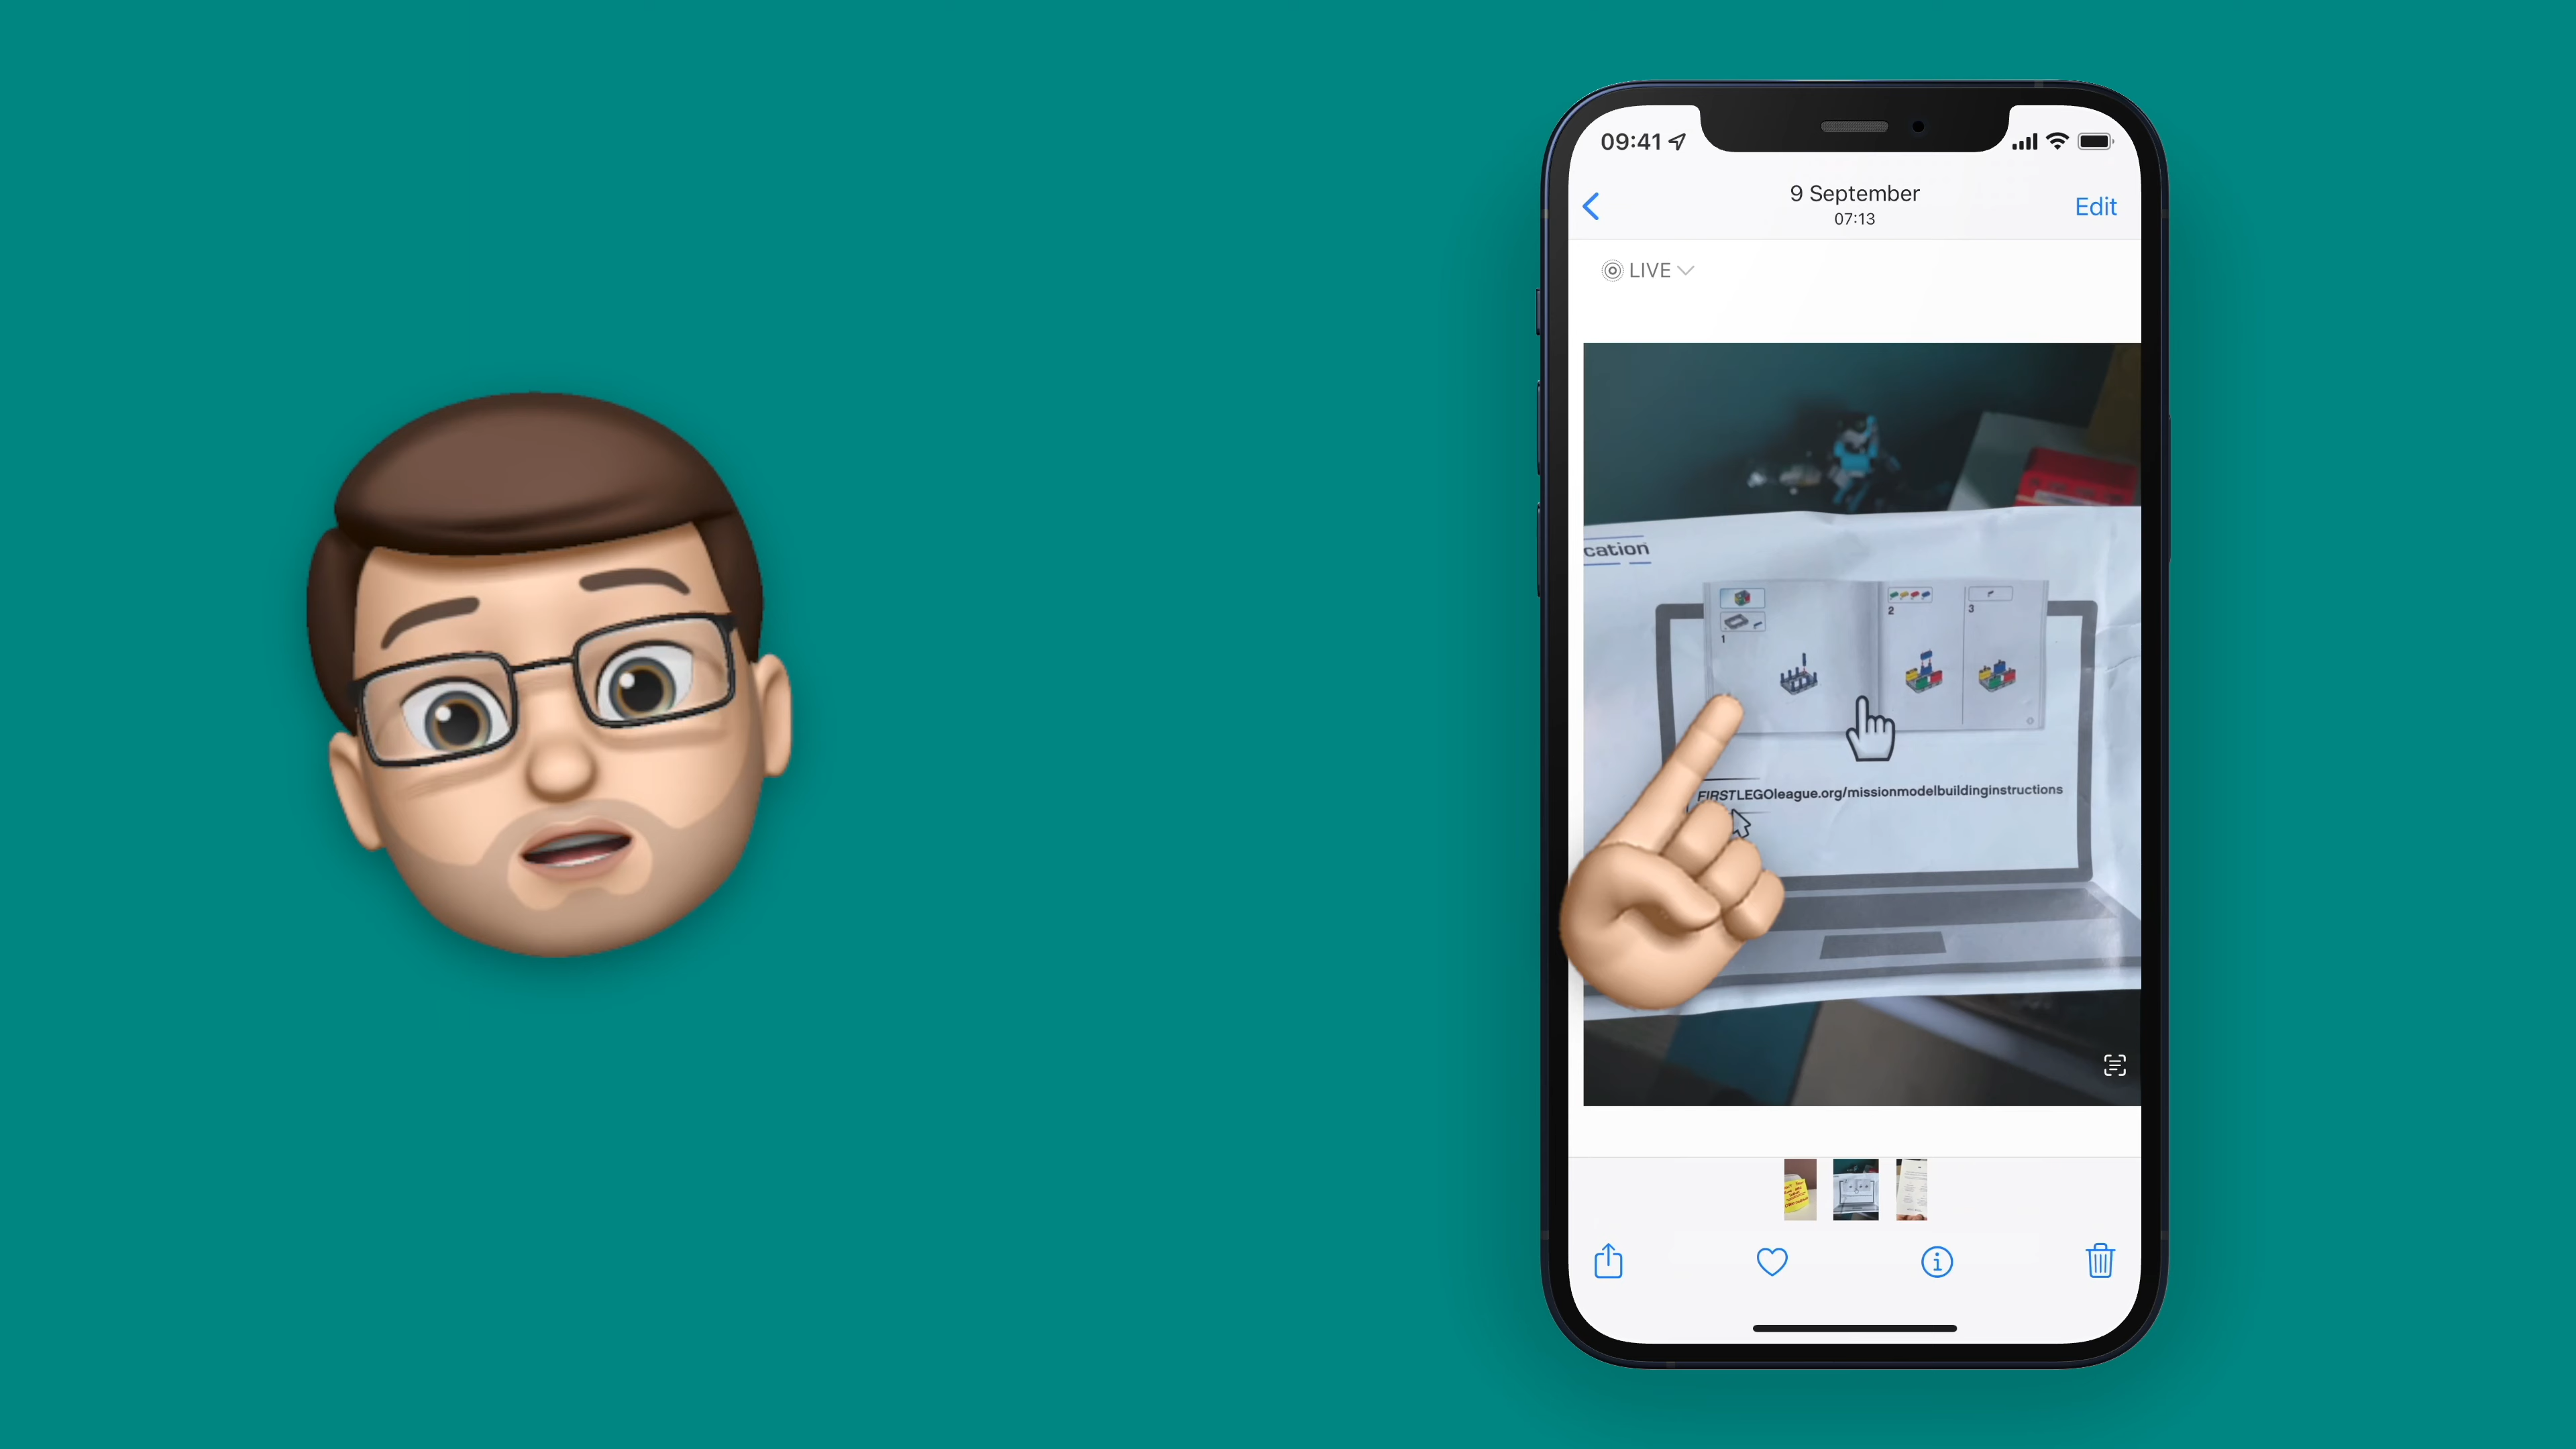 09:41
9 September
07:13
Edit
LIVE
cation
1
2
3
FIRSTLEGOleague.org/missionmodelbuildinginstructions